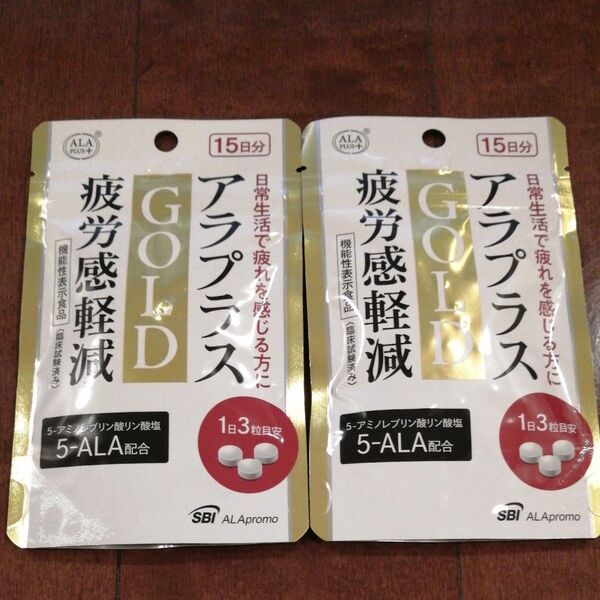 ALA
PLUS+
®
15日分
日常生活で疲れを感じる方に
アラプラス
GOLD
疲労感軽減
機能性表示食品
〈臨床試験済み〉
5-アミノレブリン酸リン酸塩
5-ALA配合
1日3粒目安
SBI ALApromo
ALA
PLUS+
®
15日分
日常生活で疲れを感じる方に
アラプラス
GOLD
疲労感軽減
機能性表示食品
〈臨床試験済み〉
5-アミノレブリン酸リン酸塩
5-ALA配合
1日3粒目安
SBI ALApromo